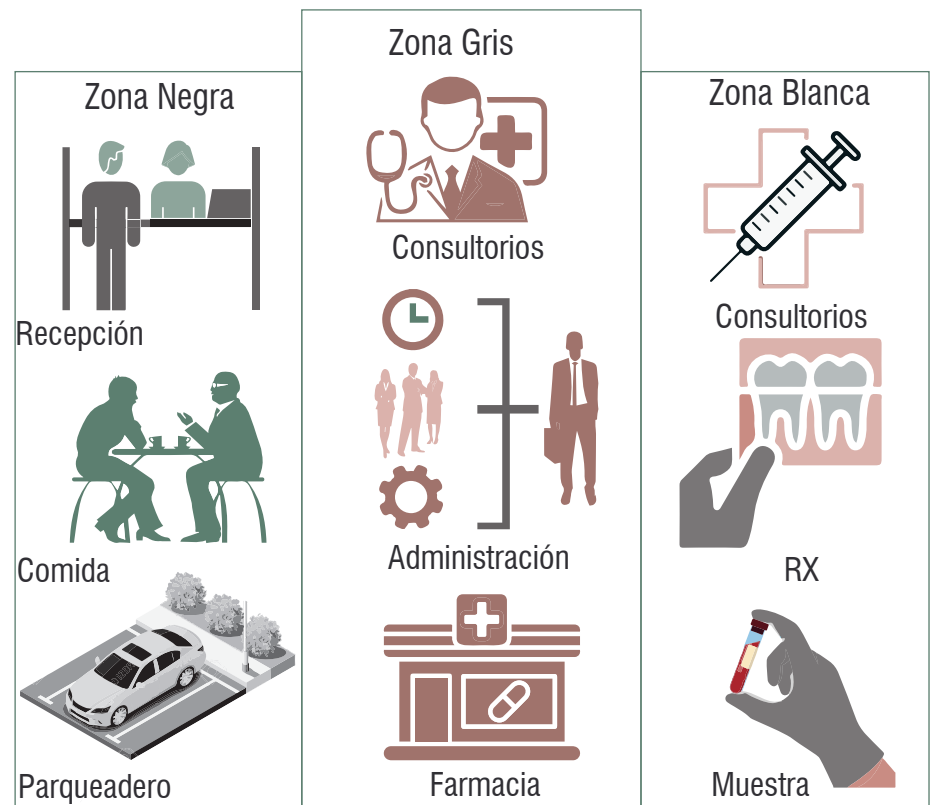 Zona Negra
Recepción
Comida
Parqueadero
Zona Gris
Consultorios
Administración
Farmacia
Zona Blanca
Consultorios
RX
Muestra